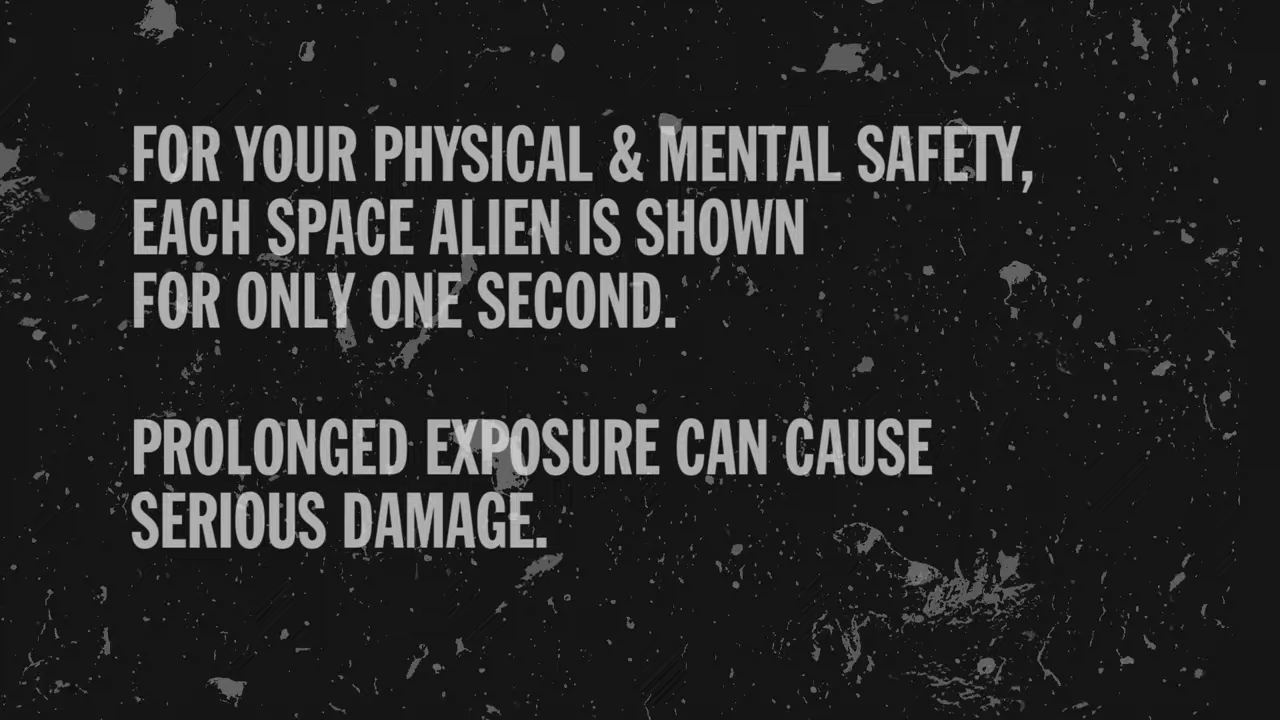 FOR YOUR PHYSICAL & MENTAL SAFETY,
EACH SPACE ALIEN IS SHOWN
FOR ONLY ONE SECOND.
PROLONGED EXPOSURE CAN CAUSE
SERIOUS DAMAGE.